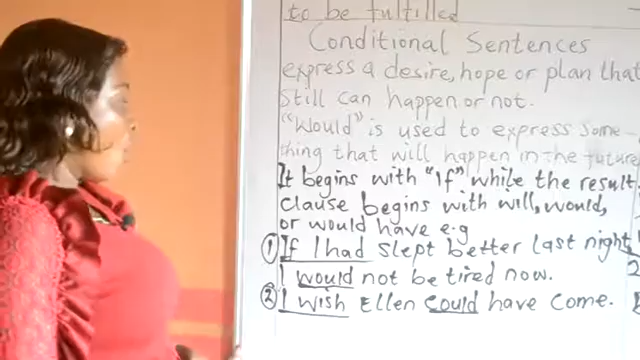 to be fulfilled
Conditional Sentences
express a desire, hope or plan that
still can happen or not.
"Would" is used to express some-
thing that will happen in the future
It begins with "If" while the result
clause begins with will, would,
or would have e.g
① If I had slept better last night,
I would not be tired now.
② I wish Ellen could have come.